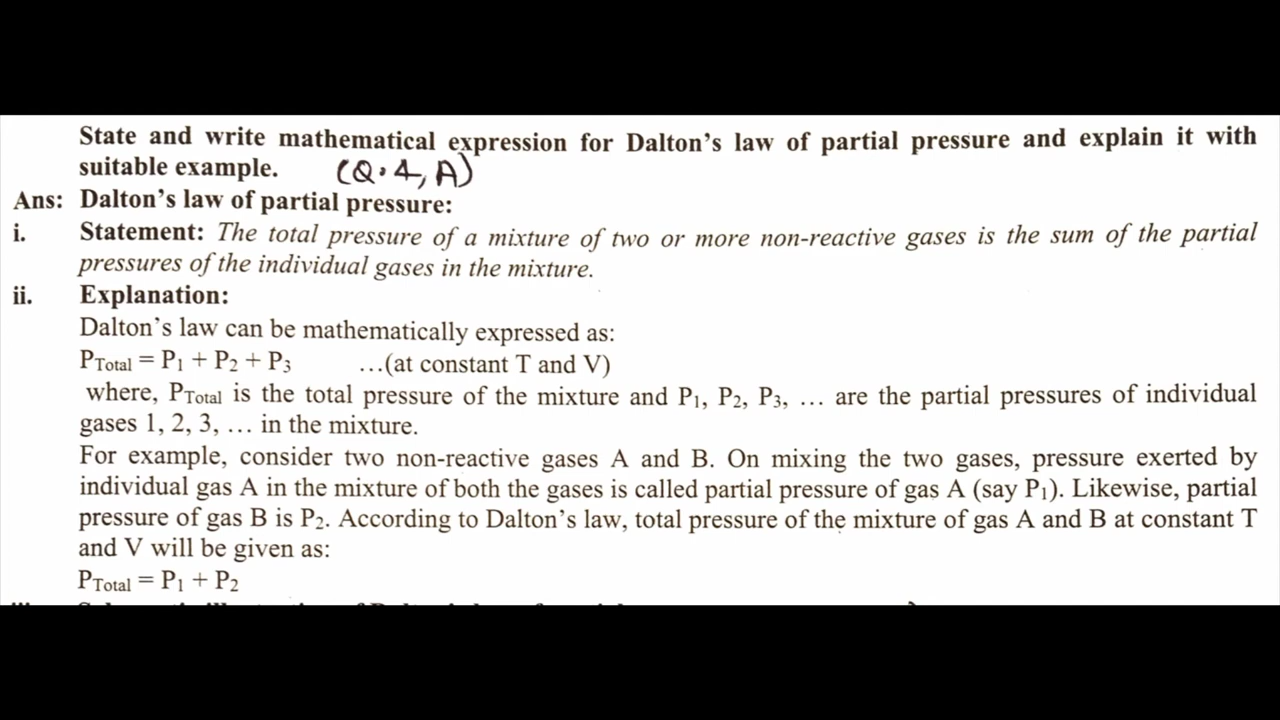 State and write mathematical expression for Dalton's law of partial pressure and explain it with
suitable example. (Q.4, A)
Ans: Dalton's law of partial pressure:
i. Statement: The total pressure of a mixture of two or more non-reactive gases is the sum of the partial
pressures of the individual gases in the mixture.
ii. Explanation:
Dalton's law can be mathematically expressed as:
PTotal = P1 + P2 + P3 …(at constant T and V)
where, PTotal is the total pressure of the mixture and P1, P2, P3, … are the partial pressures of individual
gases 1, 2, 3, … in the mixture.
For example, consider two non-reactive gases A and B. On mixing the two gases, pressure exerted by
individual gas A in the mixture of both the gases is called partial pressure of gas A (say P1). Likewise, partial
pressure of gas B is P2. According to Dalton's law, total pressure of the mixture of gas A and B at constant T
and V will be given as:
PTotal = P1 + P2